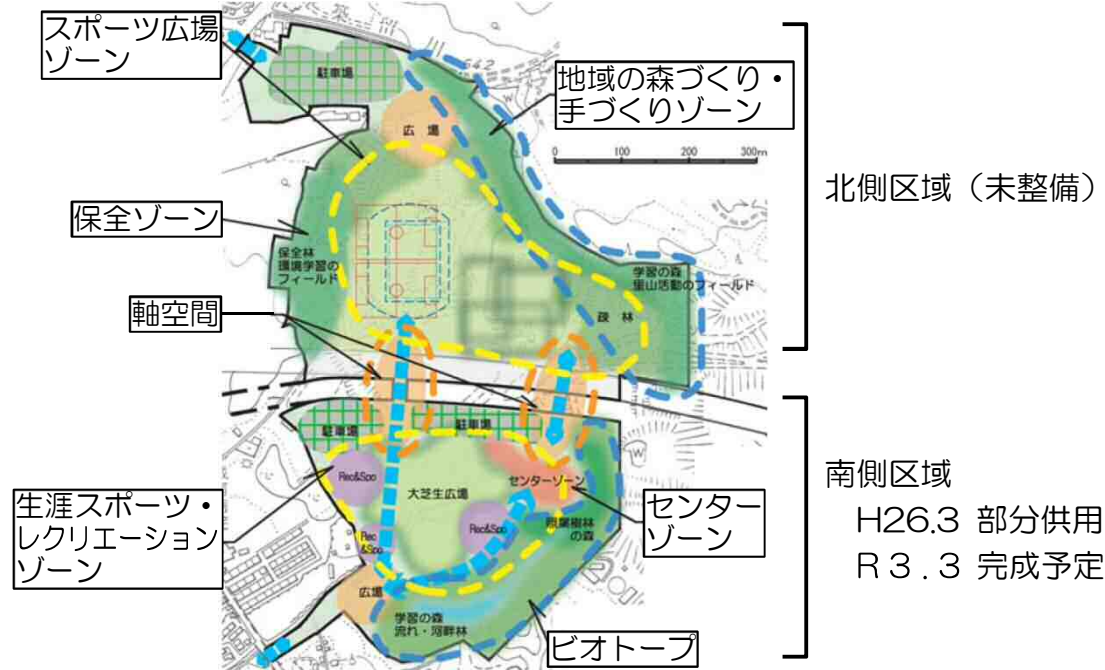 スポーツ広場
ゾーン
駐車場
642
地域の森づくり・
手づくりゾーン
広場
0 100 200 300m
北側区域（未整備）
保全ゾーン
保全林
環境学習の
フィールド
学習の森
里山活動のフィールド
疎林
軸空間
駐車場
駐車場
南側区域
H26.3 部分供用
R3.3 完成予定
生涯スポーツ・
レクリエーション
ゾーン
Rec&Spo
大芝生広場
センターゾーン
センター
ゾーン
Rec
&Spo
Rec&Spo
照葉樹林
の森
広場
学習の森
流れ・河畔林
ビオトープ